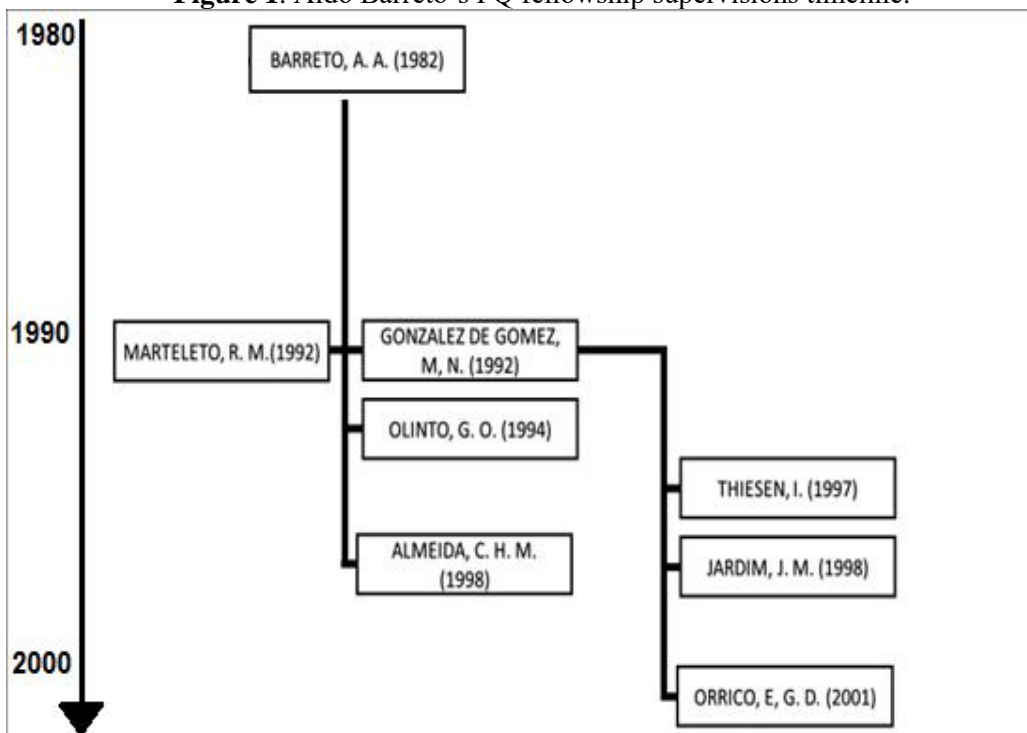 Figure 1. Aldo Barreto's PQ fellowship supervisions timeline.
1980
BARRETO, A. A. (1982)
1990
MARTELETO, R. M.(1992)
GONZALEZ DE GOMEZ,
M, N. (1992)
OLINTO, G. O. (1994)
THIESEN, I. (1997)
ALMEIDA, C. H. M.
(1998)
JARDIM, J. M. (1998)
2000
ORRICO, E, G. D. (2001)